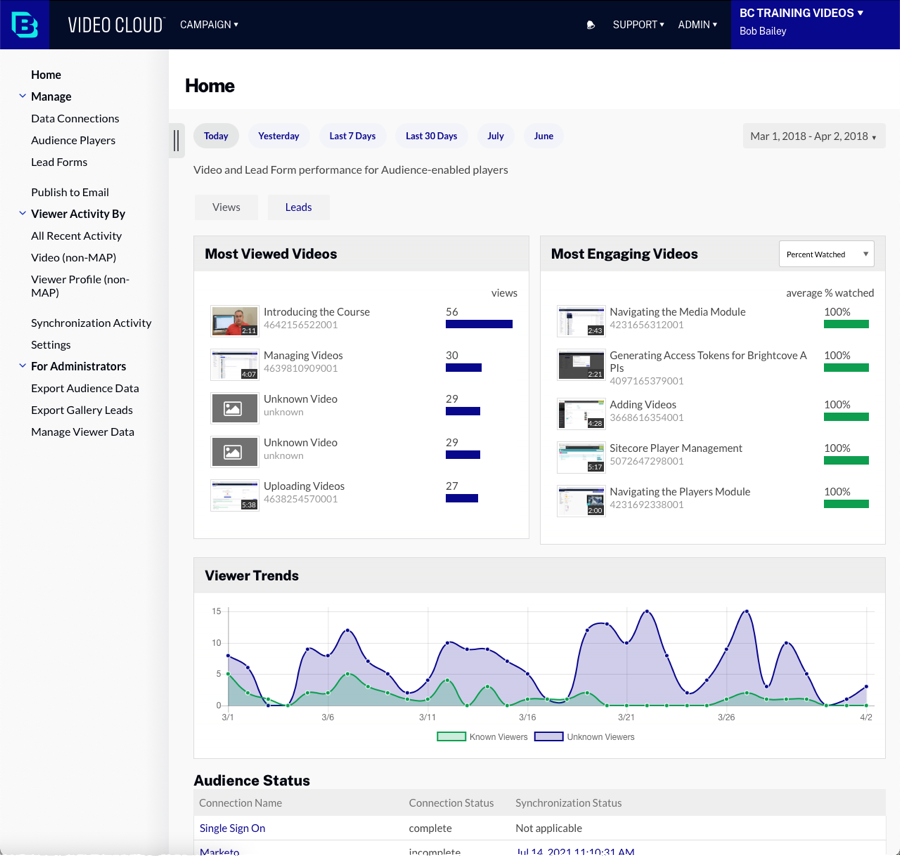 VIDEO CLOUD
CAMPAIGN
SUPPORT
ADMIN
BC TRAINING VIDEOS
Bob Bailey
Home
Manage
Data Connections
Audience Players
Lead Forms
Publish to Email
Viewer Activity By
All Recent Activity
Video (non-MAP)
Viewer Profile (non-
MAP)
Synchronization Activity
Settings
For Administrators
Export Audience Data
Export Gallery Leads
Manage Viewer Data
Home
Today Yesterday Last 7 Days Last 30 Days July June
Mar 1, 2018 - Apr 2, 2018
Video and Lead Form performance for Audience-enabled players
Views Leads
Most Viewed Videos
views
2:11 Introducing the Course 56
4642156522001
4:07 Managing Videos 30
4639810909001
Unknown Video 29
unknown
Unknown Video 29
unknown
5:38 Uploading Videos 27
4638254570001
Most Engaging Videos
Percent Watched
average % watched
2:43 Navigating the Media Module 100%
4231656312001
2:21 Generating Access Tokens for Brightcove A 100%
PIs
4097165379001
4:28 Adding Videos 100%
3668616354001
5:17 Sitecore Player Management 100%
5072647298001
2:00 Navigating the Players Module 100%
4231692338001
Viewer Trends
15
10
5
0
3/1 3/6 3/11 3/16 3/21 3/26 4/2
Known Viewers Unknown Viewers
Audience Status
Connection Name Connection Status Synchronization Status
Single Sign On complete Not applicable
Marketo incomplete Jul 14, 2021 11:10:31 AM